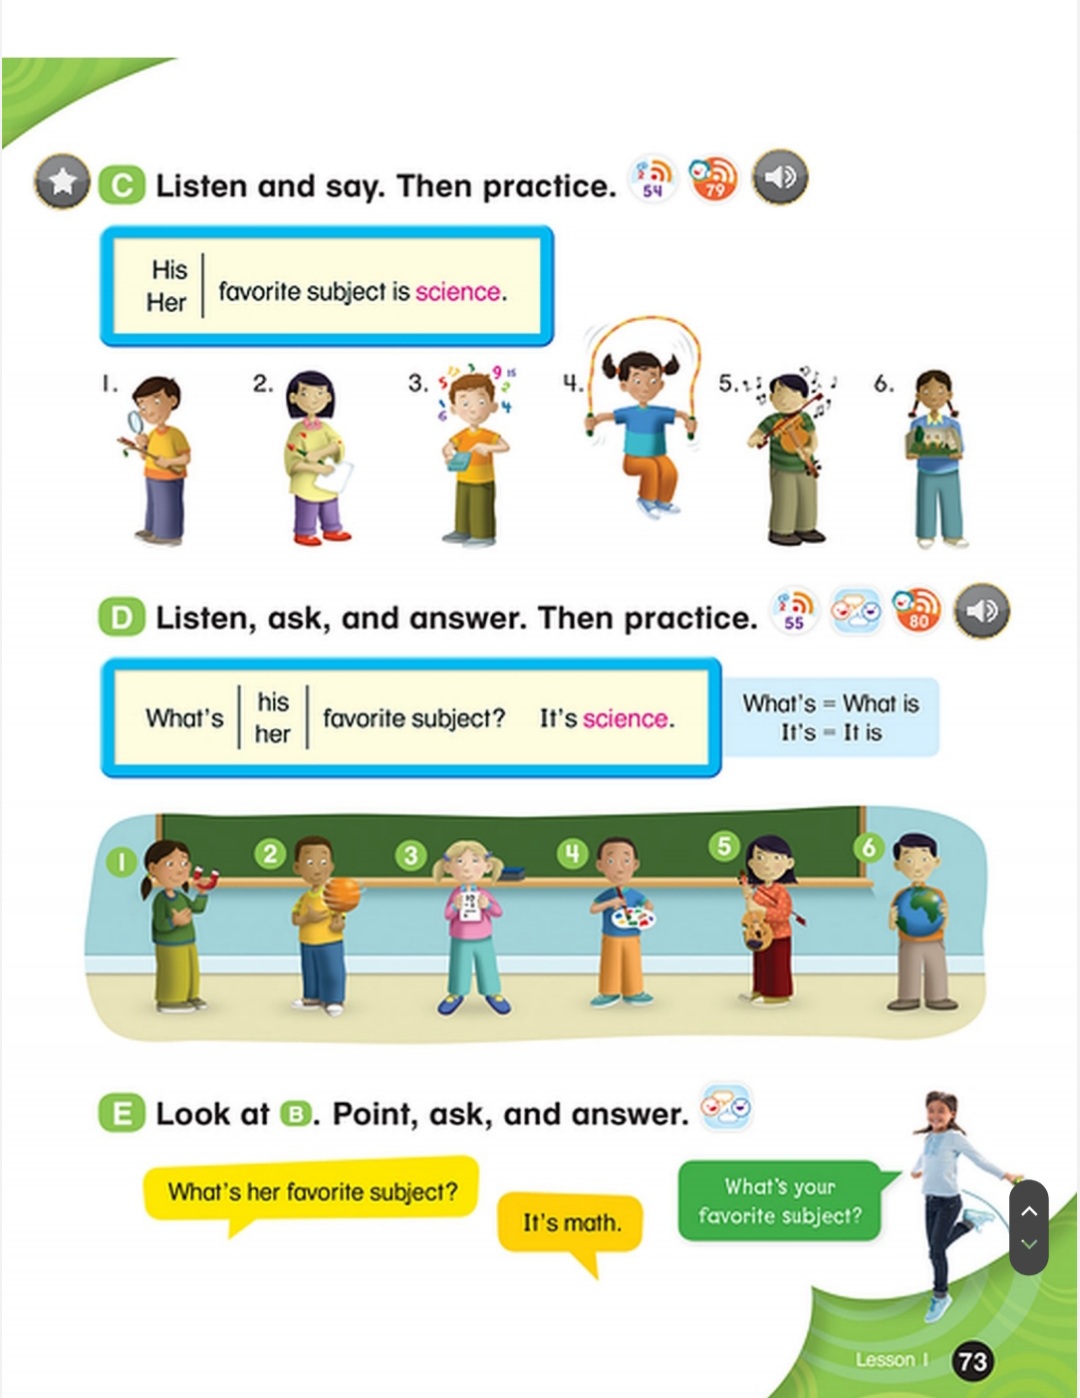 C Listen and say. Then practice. 54 79
His
Her
favorite subject is science.
1. 2. 3. 4. 5. 6.
D Listen, ask, and answer. Then practice. 55 80
What's
his
her
favorite subject? It's science.
What's = What is
It's = It is
1 2 3 4 5 6
E Look at B. Point, ask, and answer.
What's her favorite subject?
It's math.
What's your
favorite subject?
Lesson 1 73